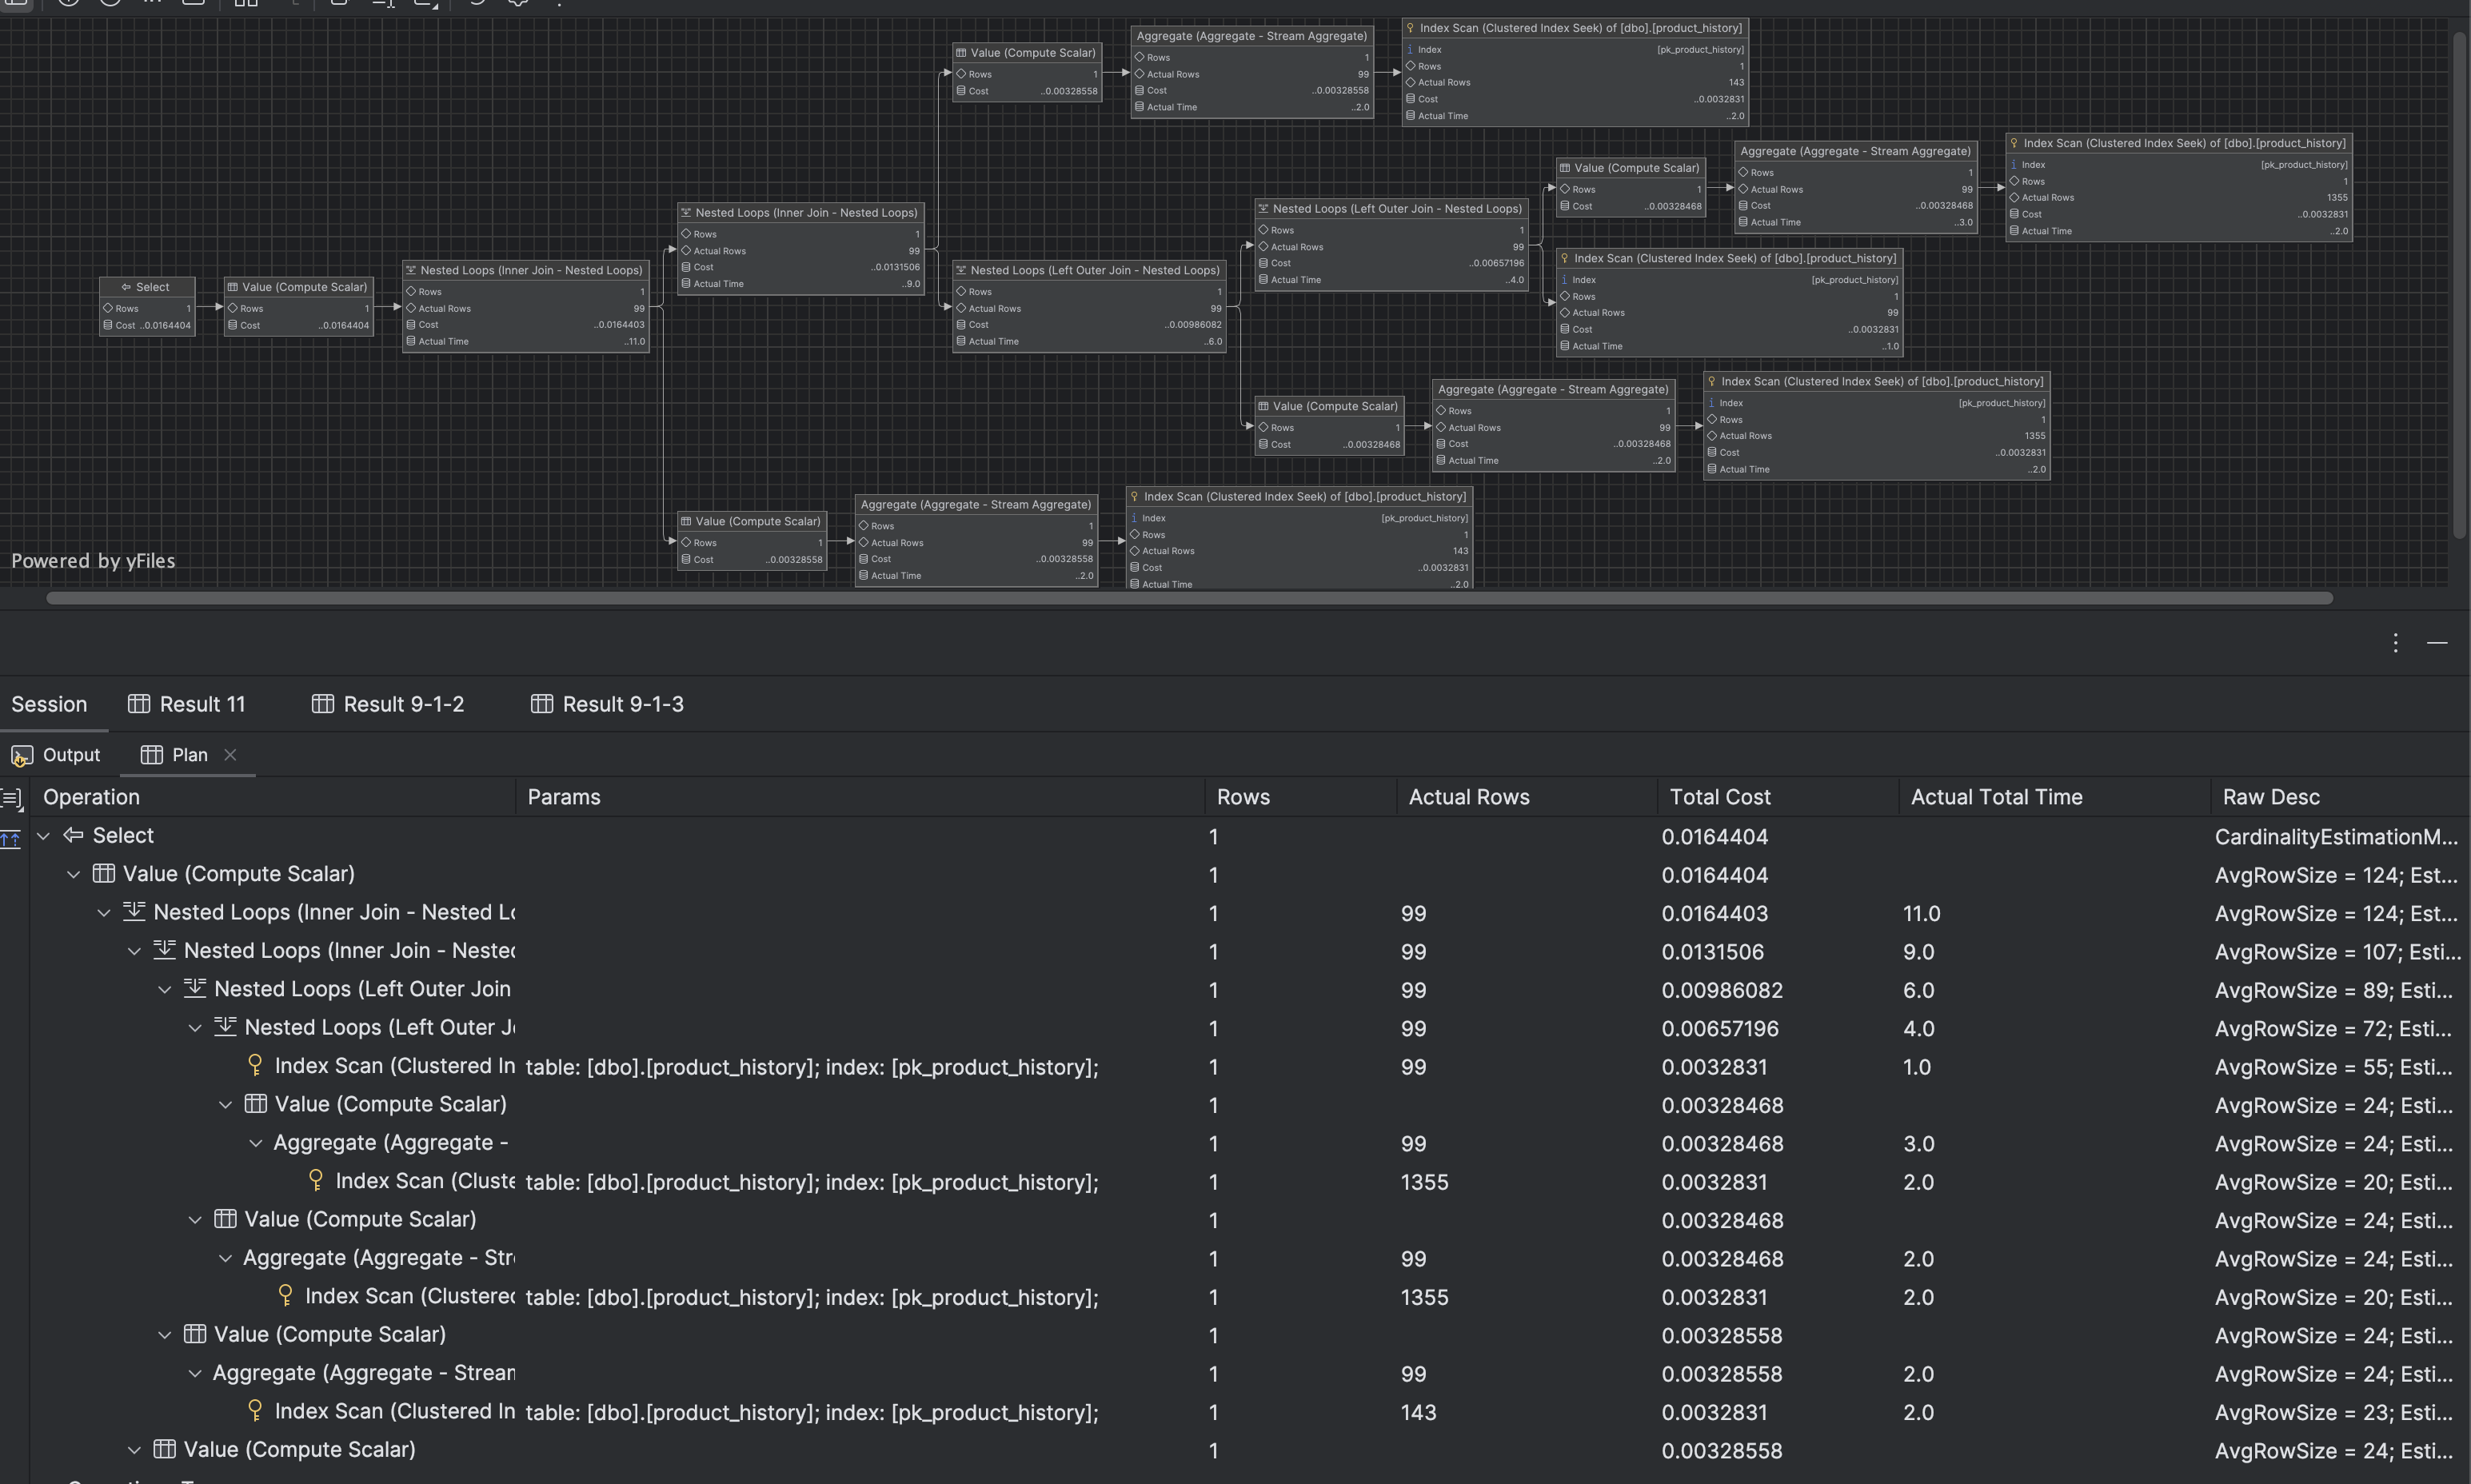 Value (Compute Scalar)
Rows 1
Cost ..0.00328558
Aggregate (Aggregate - Stream Aggregate)
Rows 1
Actual Rows 99
Cost ..0.00328558
Actual Time ..2.0
Index Scan (Clustered Index Seek) of [dbo].[product_history]
Index [pk_product_history]
Rows 1
Actual Rows 143
Cost ..0.0032831
Actual Time ..2.0
Value (Compute Scalar)
Rows 1
Cost ..0.00328468
Aggregate (Aggregate - Stream Aggregate)
Rows 1
Actual Rows 99
Cost ..0.00328468
Actual Time ..3.0
Index Scan (Clustered Index Seek) of [dbo].[product_history]
Index [pk_product_history]
Rows 1
Actual Rows 1355
Cost ..0.0032831
Actual Time ..2.0
Select
Rows 1
Cost ..0.0164404
Value (Compute Scalar)
Rows 1
Cost ..0.0164404
Nested Loops (Inner Join - Nested Loops)
Rows 1
Actual Rows 99
Cost ..0.0164403
Actual Time ..11.0
Nested Loops (Inner Join - Nested Loops)
Rows 1
Actual Rows 99
Cost ..0.0131506
Actual Time ..9.0
Nested Loops (Left Outer Join - Nested Loops)
Rows 1
Actual Rows 99
Cost ..0.00986082
Actual Time ..6.0
Nested Loops (Left Outer Join - Nested Loops)
Rows 1
Actual Rows 99
Cost ..0.00657196
Actual Time ..4.0
Index Scan (Clustered Index Seek) of [dbo].[product_history]
Index [pk_product_history]
Rows 1
Actual Rows 99
Cost ..0.0032831
Actual Time ..1.0
Value (Compute Scalar)
Rows 1
Cost ..0.00328468
Aggregate (Aggregate - Stream Aggregate)
Rows 1
Actual Rows 99
Cost ..0.00328468
Actual Time ..2.0
Index Scan (Clustered Index Seek) of [dbo].[product_history]
Index [pk_product_history]
Rows 1
Actual Rows 1355
Cost ..0.0032831
Actual Time ..2.0
Value (Compute Scalar)
Rows 1
Cost ..0.00328558
Aggregate (Aggregate - Stream Aggregate)
Rows 1
Actual Rows 99
Cost ..0.00328558
Actual Time ..2.0
Index Scan (Clustered Index Seek) of [dbo].[product_history]
Index [pk_product_history]
Rows 1
Actual Rows 143
Cost ..0.0032831
Actual Time ..2.0
Powered by yFiles
Session Result 11 Result 9-1-2 Result 9-1-3
Output Plan
Operation Params Rows Actual Rows Total Cost Actual Total Time Raw Desc
Select 1 0.0164404 CardinalityEstimationM...
Value (Compute Scalar) 1 0.0164404 AvgRowSize = 124; Est...
Nested Loops (Inner Join - Nested Lo 1 99 0.0164403 11.0 AvgRowSize = 124; Est...
Nested Loops (Inner Join - Nested 1 99 0.0131506 9.0 AvgRowSize = 107; Esti...
Nested Loops (Left Outer Join 1 99 0.00986082 6.0 AvgRowSize = 89; Esti...
Nested Loops (Left Outer Jo 1 99 0.00657196 4.0 AvgRowSize = 72; Esti...
Index Scan (Clustered In table: [dbo].[product_history]; index: [pk_product_history]; 1 99 0.0032831 1.0 AvgRowSize = 55; Esti...
Value (Compute Scalar) 1 0.00328468 AvgRowSize = 24; Esti...
Aggregate (Aggregate - 1 99 0.00328468 3.0 AvgRowSize = 24; Esti...
Index Scan (Cluste table: [dbo].[product_history]; index: [pk_product_history]; 1 1355 0.0032831 2.0 AvgRowSize = 20; Esti...
Value (Compute Scalar) 1 0.00328468 AvgRowSize = 24; Esti...
Aggregate (Aggregate - Stre 1 99 0.00328468 2.0 AvgRowSize = 24; Esti...
Index Scan (Clustered table: [dbo].[product_history]; index: [pk_product_history]; 1 1355 0.0032831 2.0 AvgRowSize = 20; Esti...
Value (Compute Scalar) 1 0.00328558 AvgRowSize = 24; Esti...
Aggregate (Aggregate - Stream 1 99 0.00328558 2.0 AvgRowSize = 24; Esti...
Index Scan (Clustered In table: [dbo].[product_history]; index: [pk_product_history]; 1 143 0.0032831 2.0 AvgRowSize = 23; Esti...
Value (Compute Scalar) 1 0.00328558 AvgRowSize = 24; Esti...